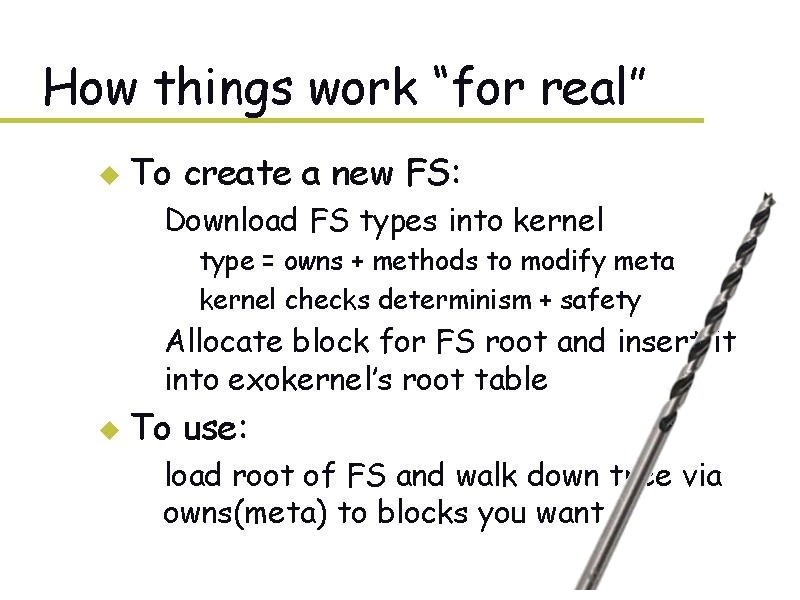 How things work “for real”
To create a new FS:
Download FS types into kernel
type = owns + methods to modify meta
kernel checks determinism + safety
Allocate block for FS root and insert it
into exokernel’s root table
To use:
load root of FS and walk down tree via
owns(meta) to blocks you want